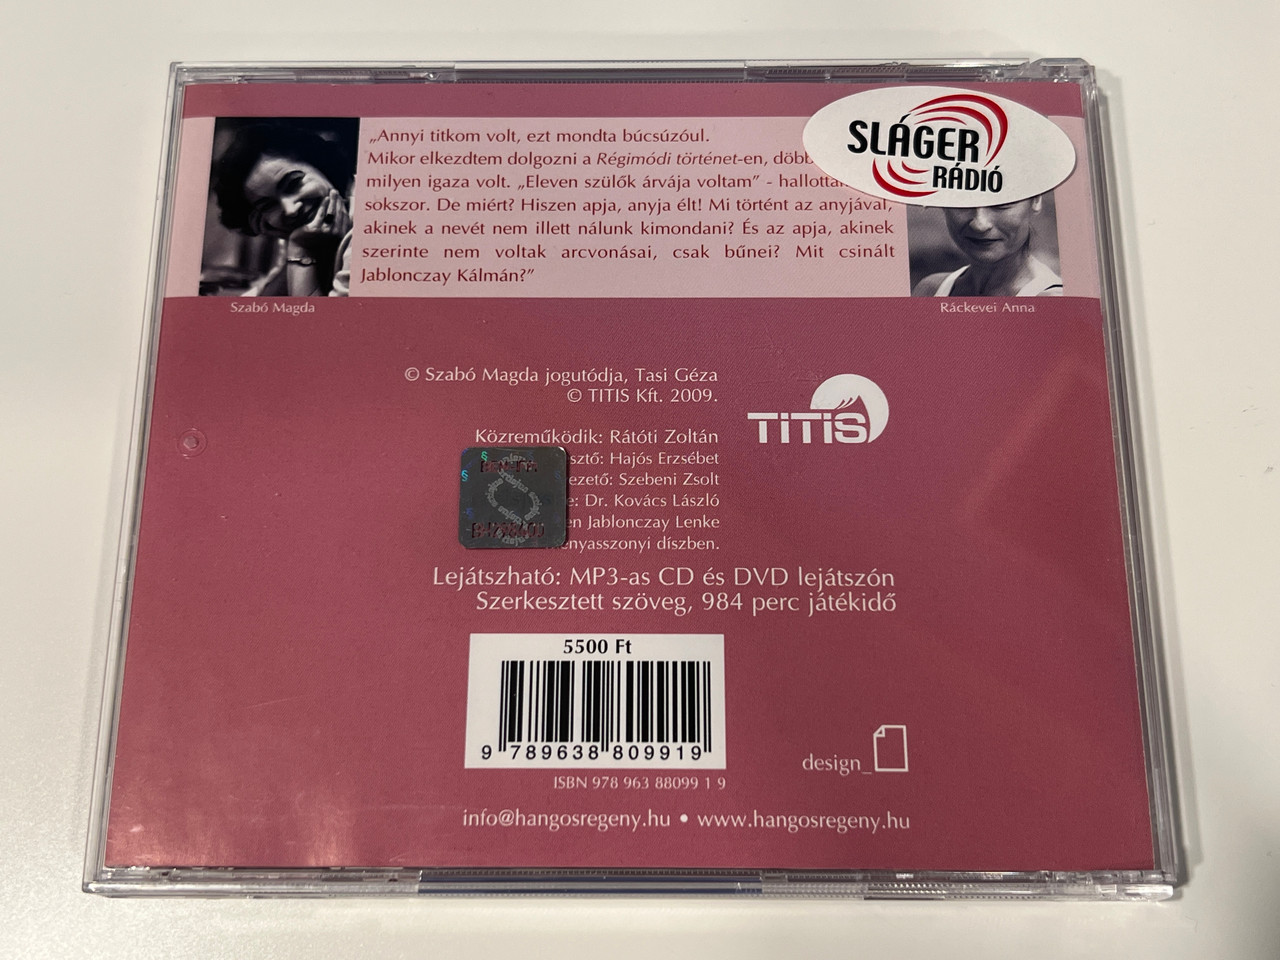 „Annyi titkom volt, ezt mondta búcsúzóul.
Mikor elkezdtem dolgozni a Régimódi történet-en, döbb
milyen igaza volt. „Eleven szülők árvája voltam” - hallottam
sokszor. De miért? Hiszen apja, anyja élt! Mi történt az anyjával,
akinek a nevét nem illett nálunk kimondani? És az apja, akinek
szerinte nem voltak arcvonásai, csak bűnei? Mit csinált
Jablonczay Kálmán?”
SLÁGER
RÁDIÓ
Szabó Magda
Ráckevei Anna
© Szabó Magda jogutódja, Tasi Géza
© TITIS Kft. 2009.
TiTiS
Közreműködik: Rátóti Zoltán
sztő: Hajós Erzsébet
ezető: Szebeni Zsolt
e: Dr. Kovács László
en Jablonczay Lenke
enyasszonyi díszben.
Lejátszható: MP3-as CD és DVD lejátszón
Szerkesztett szöveg, 984 perc játékidő
5500 Ft
9 789638 809919
ISBN 978 963 88099 1 9
design_
info@hangosregeny.hu • www.hangosregeny.hu